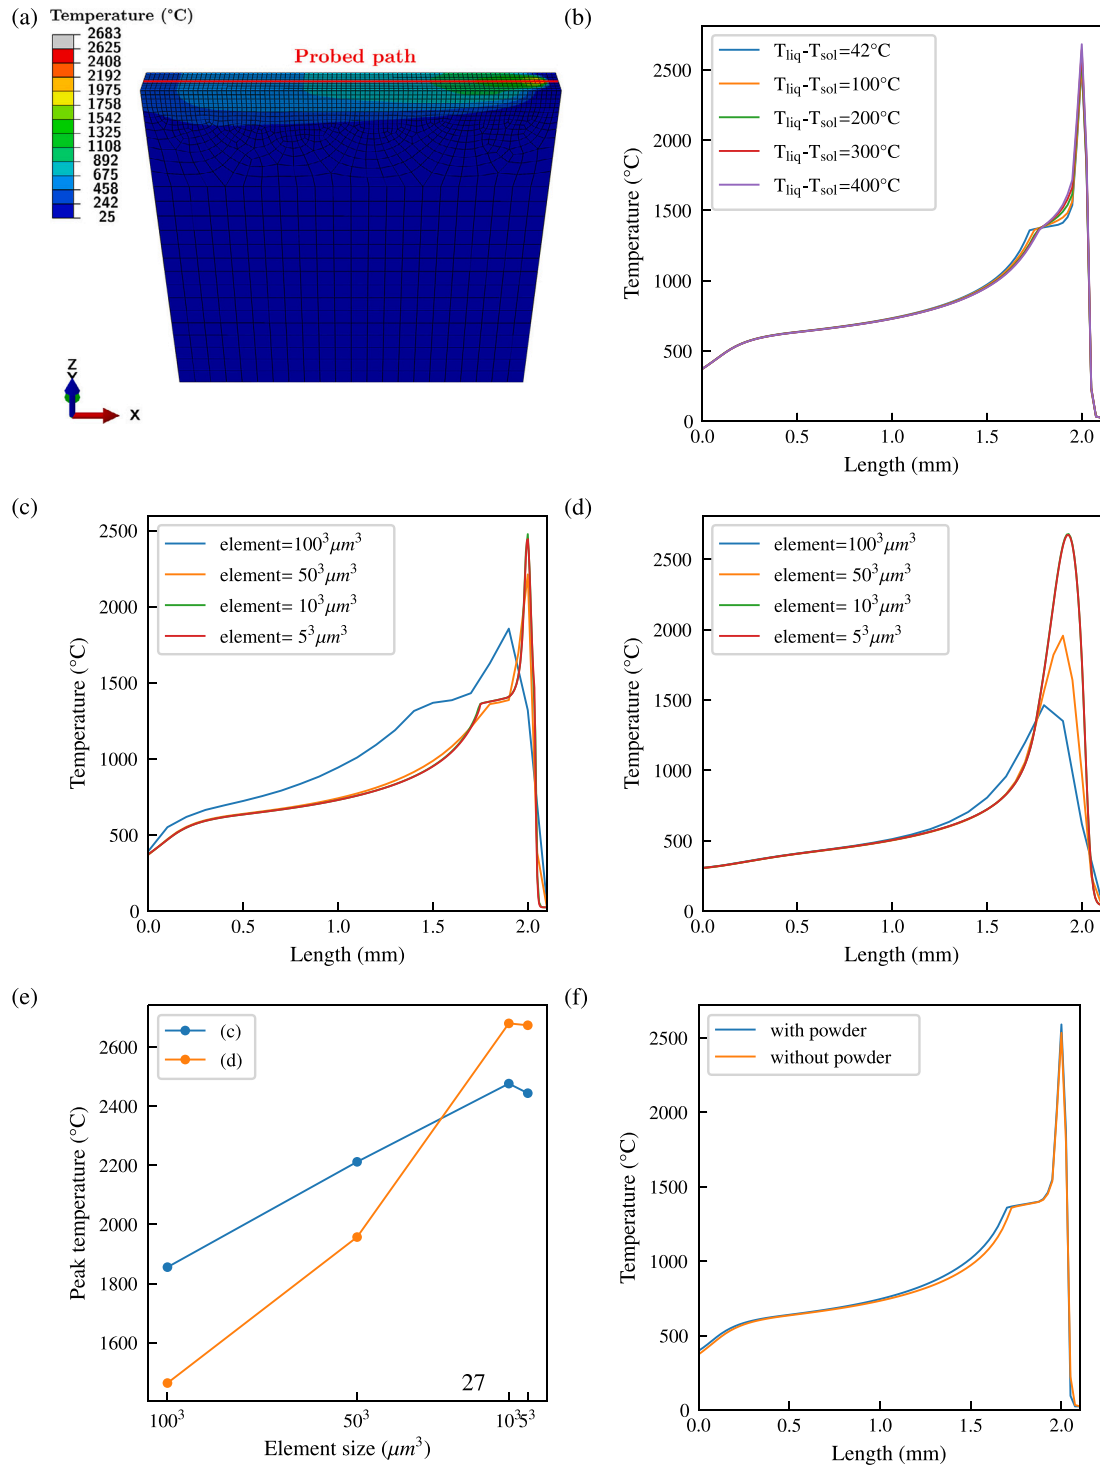 (a)
Temperature (°C)
2683
2625
2408
2192
1975
1758
1542
1325
1108
892
675
458
242
25
Probed path
Z
Y
X
(b)
T_liq-T_sol=42°C
T_liq-T_sol=100°C
T_liq-T_sol=200°C
T_liq-T_sol=300°C
T_liq-T_sol=400°C
Temperature (°C)
2500
2000
1500
1000
500
0
0.0 0.5 1.0 1.5 2.0
Length (mm)
(c)
element=100³μm³
element= 50³μm³
element= 10³μm³
element= 5³μm³
Temperature (°C)
2500
2000
1500
1000
500
0
0.0 0.5 1.0 1.5 2.0
Length (mm)
(d)
element=100³μm³
element= 50³μm³
element= 10³μm³
element= 5³μm³
Temperature (°C)
2500
2000
1500
1000
500
0
0.0 0.5 1.0 1.5 2.0
Length (mm)
(e)
(c)
(d)
Peak temperature (°C)
2600
2400
2200
2000
1800
1600
27
100³ 50³ 10³ 5³
Element size (μm³)
(f)
with powder
without powder
Temperature (°C)
2500
2000
1500
1000
500
0
0.0 0.5 1.0 1.5 2.0
Length (mm)